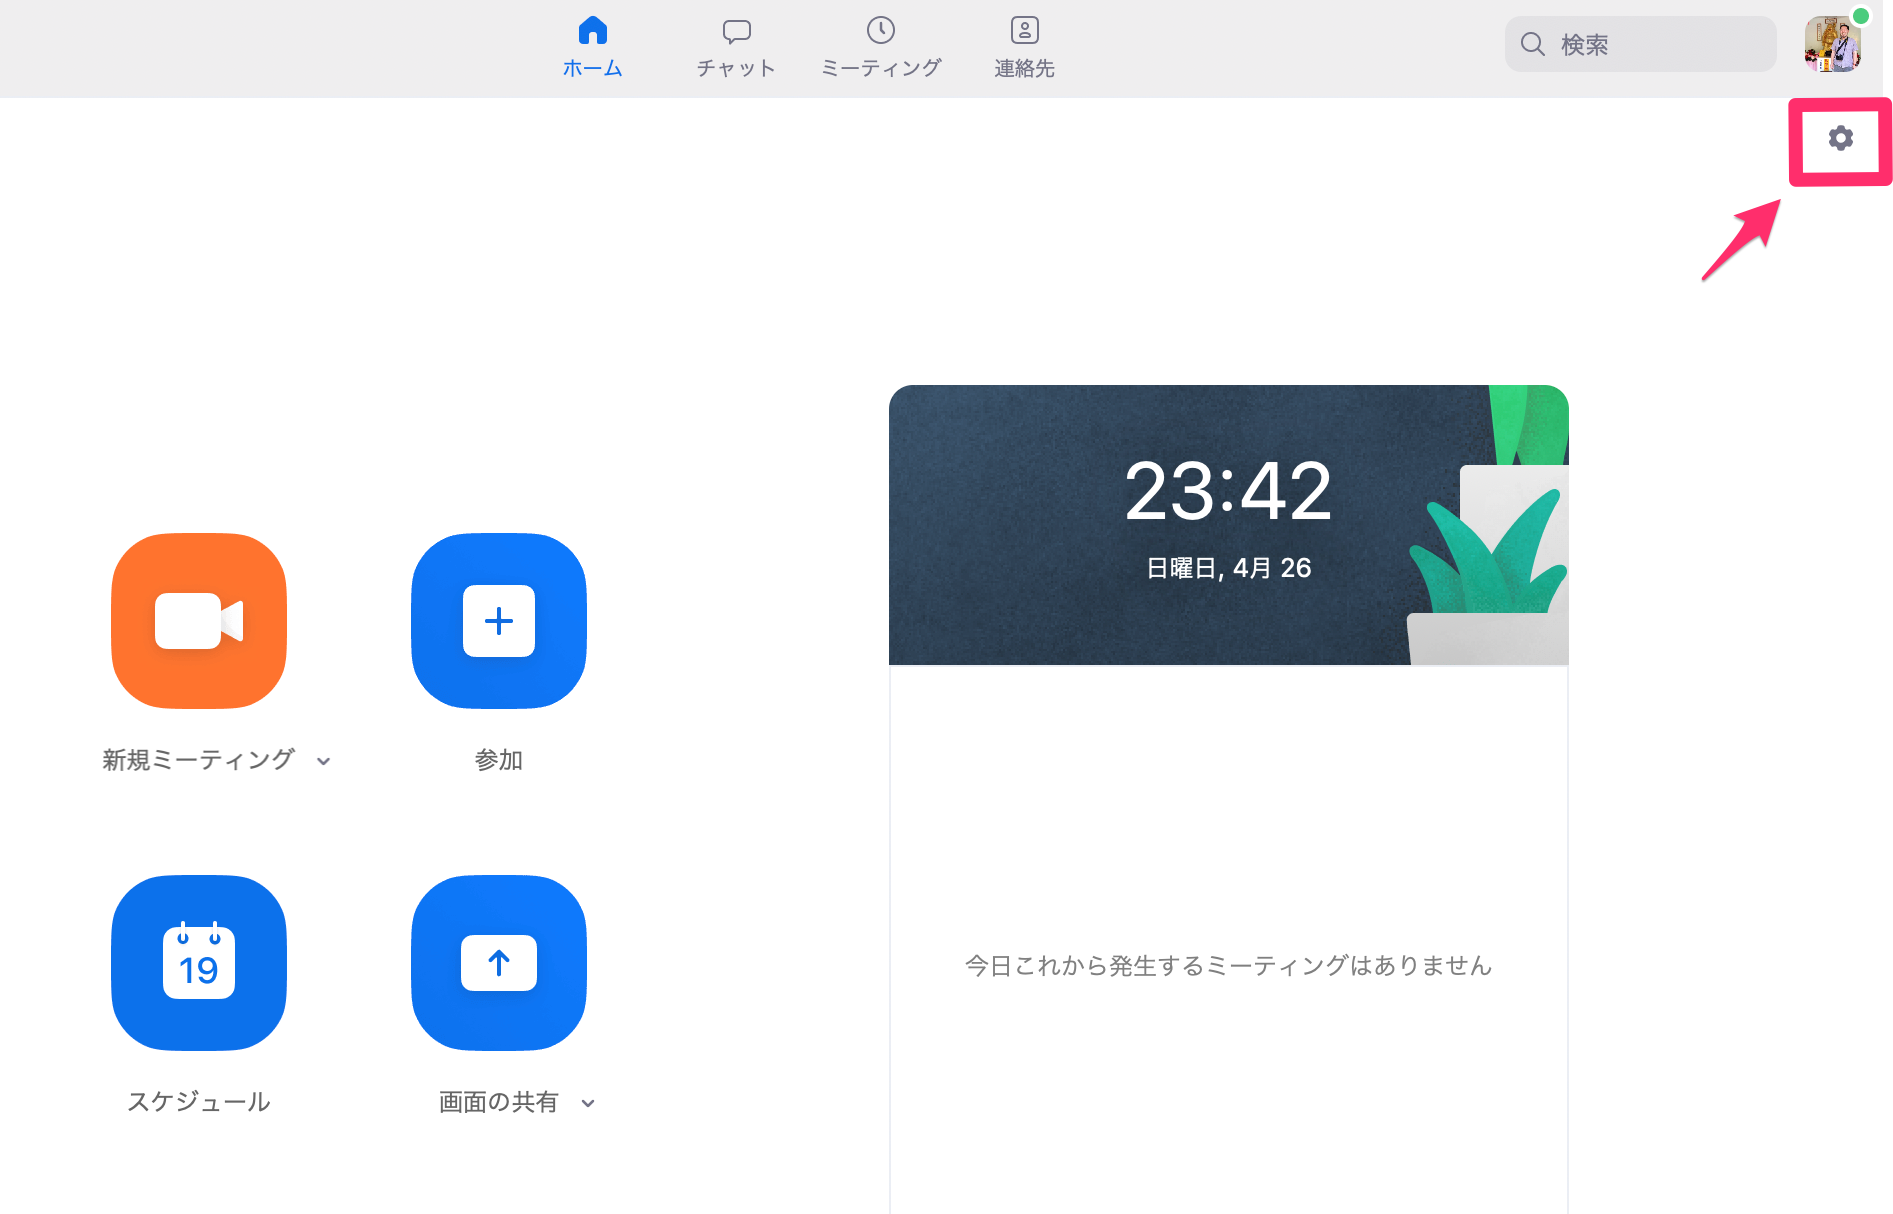 ホーム
チャット
ミーティング
連絡先
検索
23:42
日曜日, 4月 26
新規ミーティング
参加
19
スケジュール
画面の共有
今日これから発生するミーティングはありません